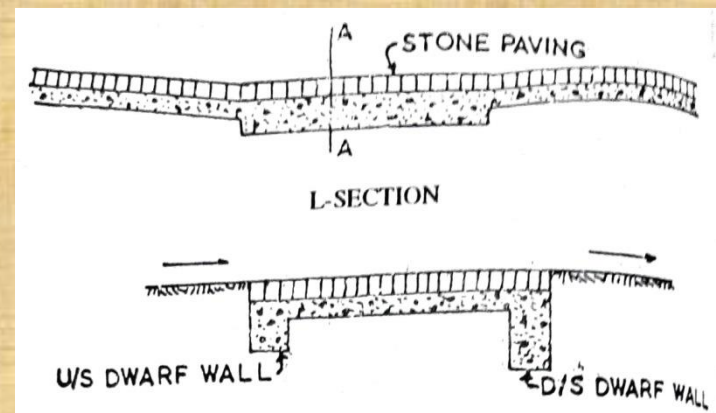 A
STONE PAVING
A
L-SECTION
U/S DWARF WALL
D/S DWARF WALL